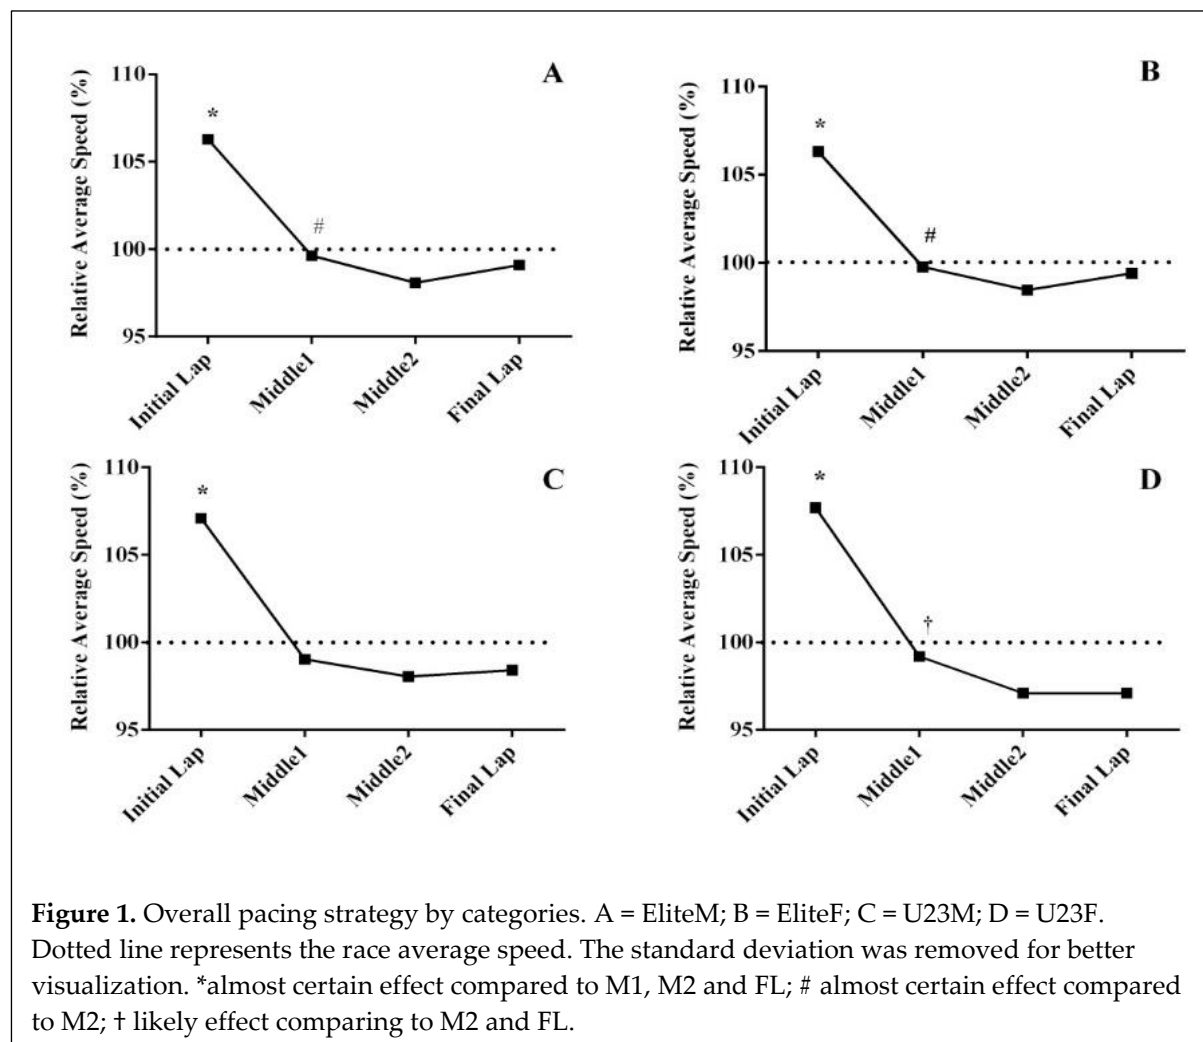 A
Relative Average Speed (%)
110
105
100
95
*
#
Initial Lap
Middle1
Middle2
Final Lap
B
Relative Average Speed (%)
110
105
100
95
*
#
Initial Lap
Middle1
Middle2
Final Lap
C
Relative Average Speed (%)
110
105
100
95
*
Initial Lap
Middle1
Middle2
Final Lap
D
Relative Average Speed (%)
110
105
100
95
*
†
Initial Lap
Middle1
Middle2
Final Lap
Figure 1. Overall pacing strategy by categories. A = EliteM; B = EliteF; C = U23M; D = U23F.
Dotted line represents the race average speed. The standard deviation was removed for better
visualization. *almost certain effect compared to M1, M2 and FL; # almost certain effect compared
to M2; † likely effect comparing to M2 and FL.